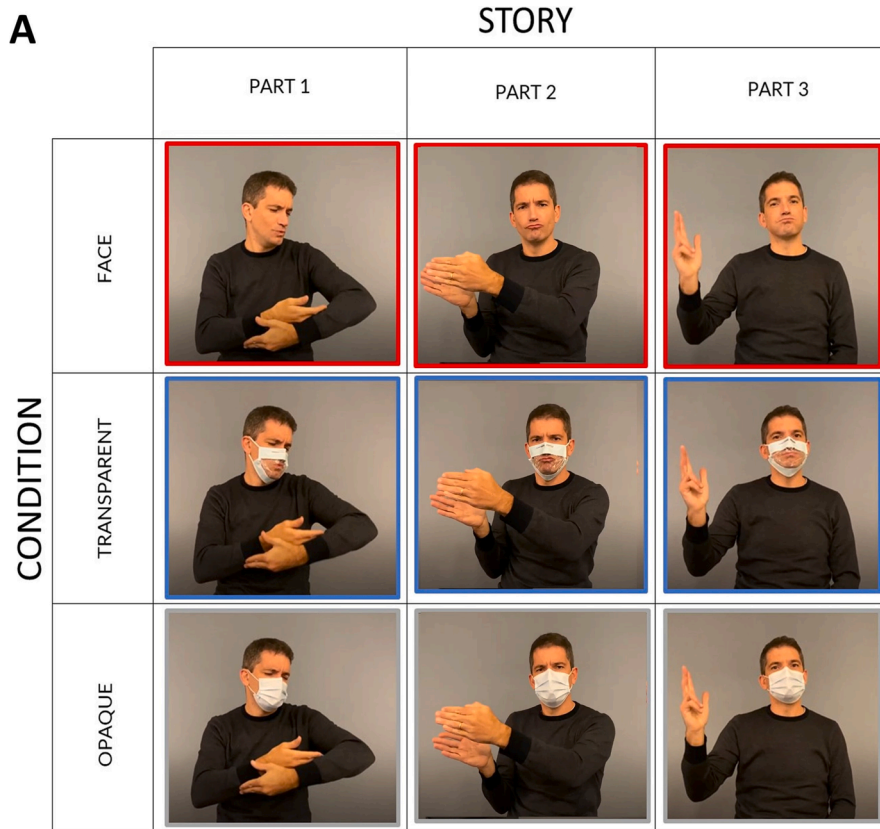 A
STORY
PART 1
PART 2
PART 3
CONDITION
FACE
TRANSPARENT
OPAQUE